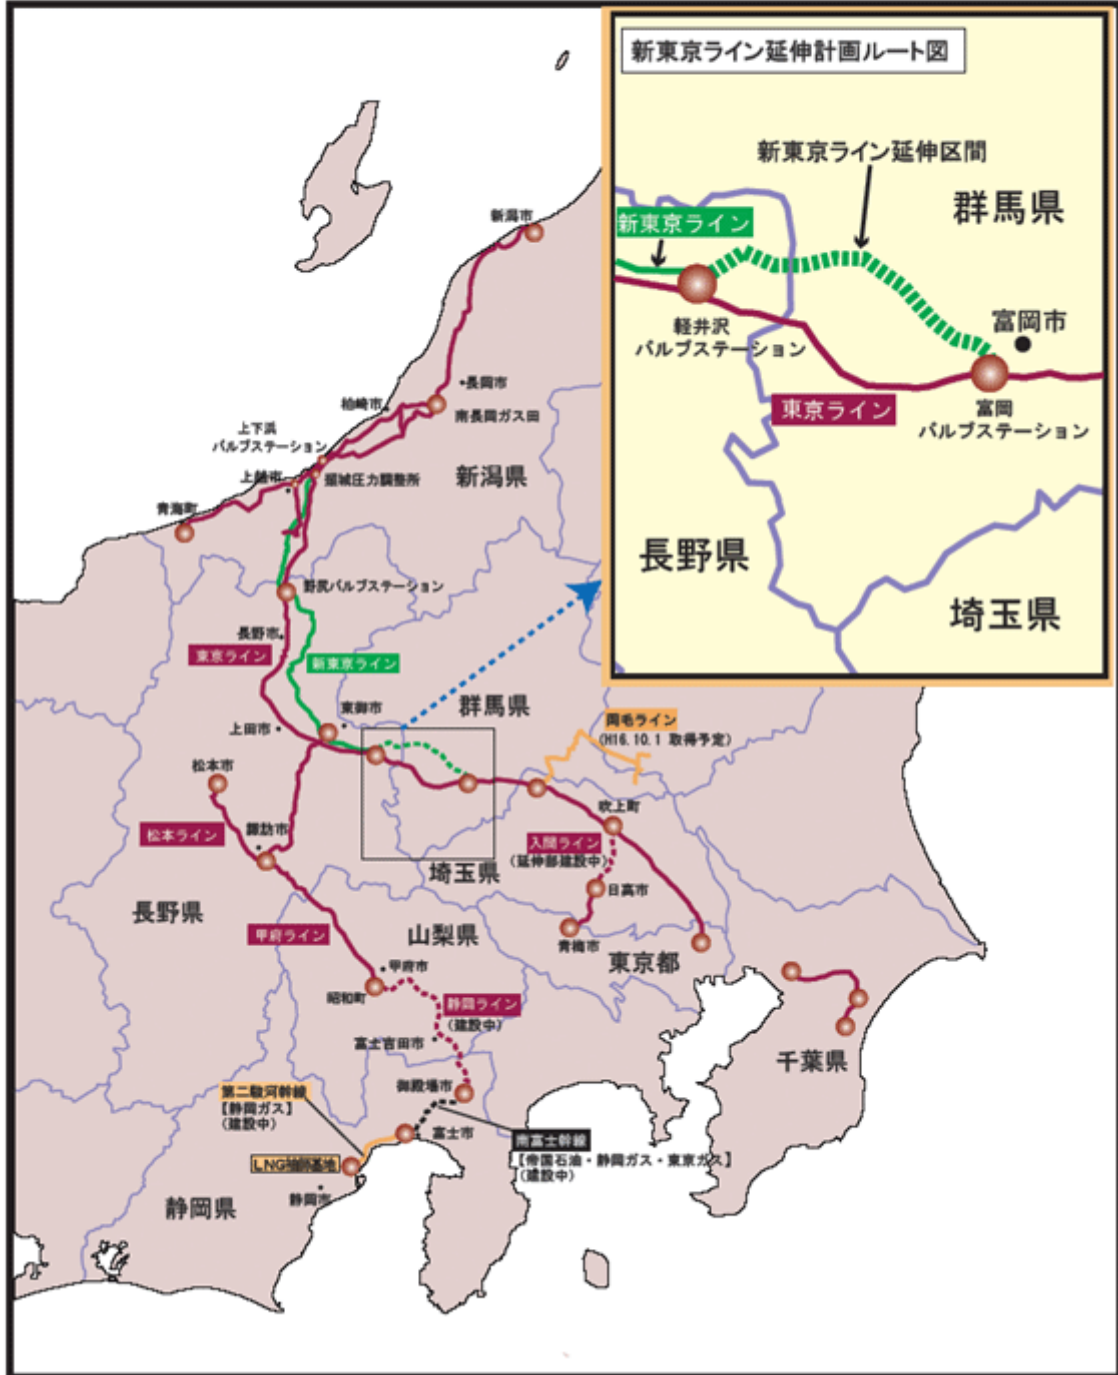 新東京ライン延伸計画ルート図
新東京ライン延伸区間
群馬県
新東京ライン
軽井沢
バルブステーション
富岡市
東京ライン
富岡
バルブステーション
長野県
埼玉県
新潟市
長岡市
柏崎市
南長岡ガス田
上下浜
バルブステーション
上越市
頸城圧力調整所
新潟県
青海町
野尻バルブステーション
長野市
東京ライン
新東京ライン
東御市
群馬県
両毛ライン
(H16.10.1 取得予定)
上田市
松本市
吹上町
松本ライン
諏訪市
入間ライン
(延伸部建設中)
埼玉県
日高市
長野県
甲府ライン
山梨県
青梅市
東京都
甲府市
昭和町
静岡ライン
(建設中)
富士吉田市
千葉県
御殿場市
第二駿河幹線
【静岡ガス】
(建設中)
富士市
南富士幹線
【帝国石油・静岡ガス・東京ガス】
(建設中)
LNG袖師基地
静岡市
静岡県